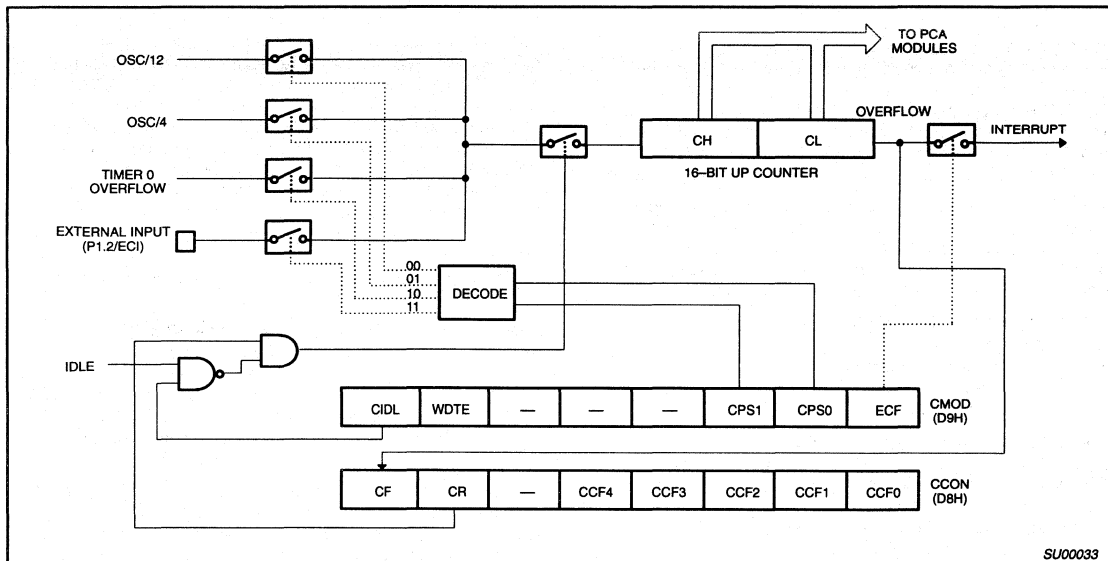 OSC/12
OSC/4
TIMER 0
OVERFLOW
EXTERNAL INPUT
(P1.2/ECI)
TO PCA
MODULES
OVERFLOW
INTERRUPT
CH
CL
16–BIT UP COUNTER
00
01
10
11
DECODE
IDLE
CIDL WDTE — — — CPS1 CPS0 ECF
CMOD
(D9H)
CF CR — CCF4 CCF3 CCF2 CCF1 CCF0
CCON
(D8H)
SU00033